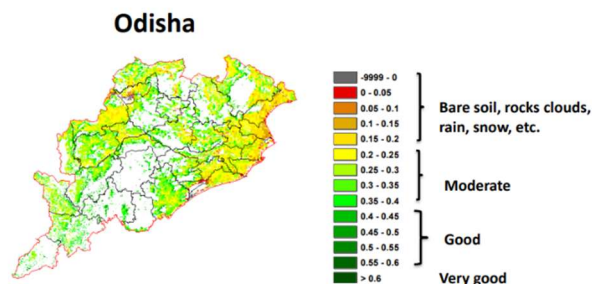 Odisha
-9999 - 0
0 - 0.05
0.05 - 0.1
0.1 - 0.15
0.15 - 0.2
0.2 - 0.25
0.25 - 0.3
0.3 - 0.35
0.35 - 0.4
0.4 - 0.45
0.45 - 0.5
0.5 - 0.55
0.55 - 0.6
> 0.6
Bare soil, rocks clouds,
rain, snow, etc.
Moderate
Good
Very good